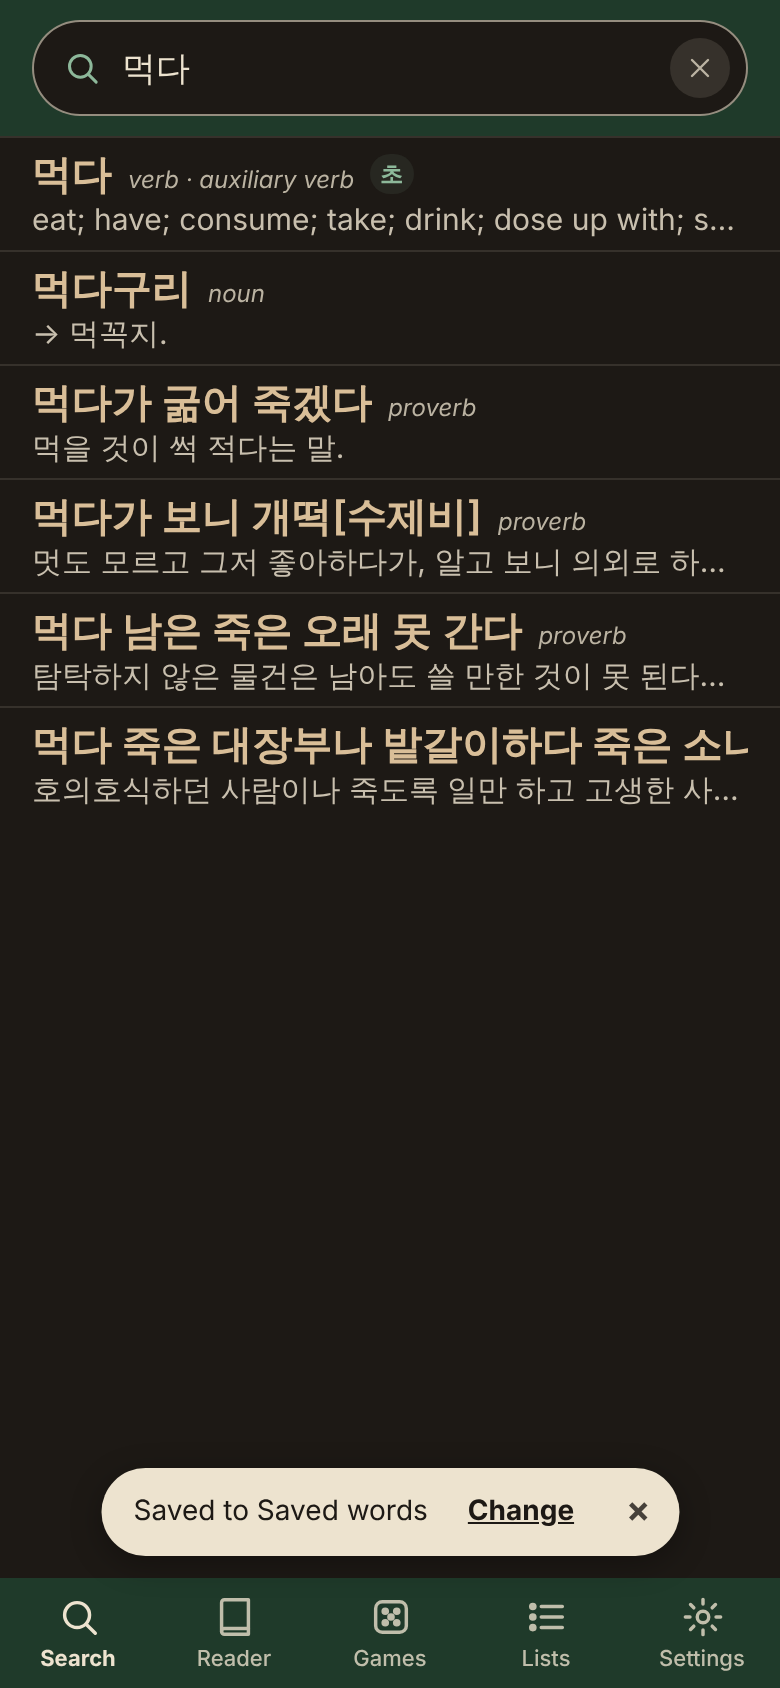 먹다
먹다 verb · auxiliary verb 초
eat; have; consume; take; drink; dose up with; s...
먹다구리 noun
→ 먹꼭지.
먹다가 굶어 죽겠다 proverb
먹을 것이 썩 적다는 말.
먹다가 보니 개떡[수제비] proverb
멋도 모르고 그저 좋아하다가, 알고 보니 의외로 하...
먹다 남은 죽은 오래 못 간다 proverb
탐탁하지 않은 물건은 남아도 쓸 만한 것이 못 된다...
먹다 죽은 대장부나 밭갈이하다 죽은 소
호의호식하던 사람이나 죽도록 일만 하고 고생한 사...
Saved to Saved words Change ×
Search Reader Games Lists Settings